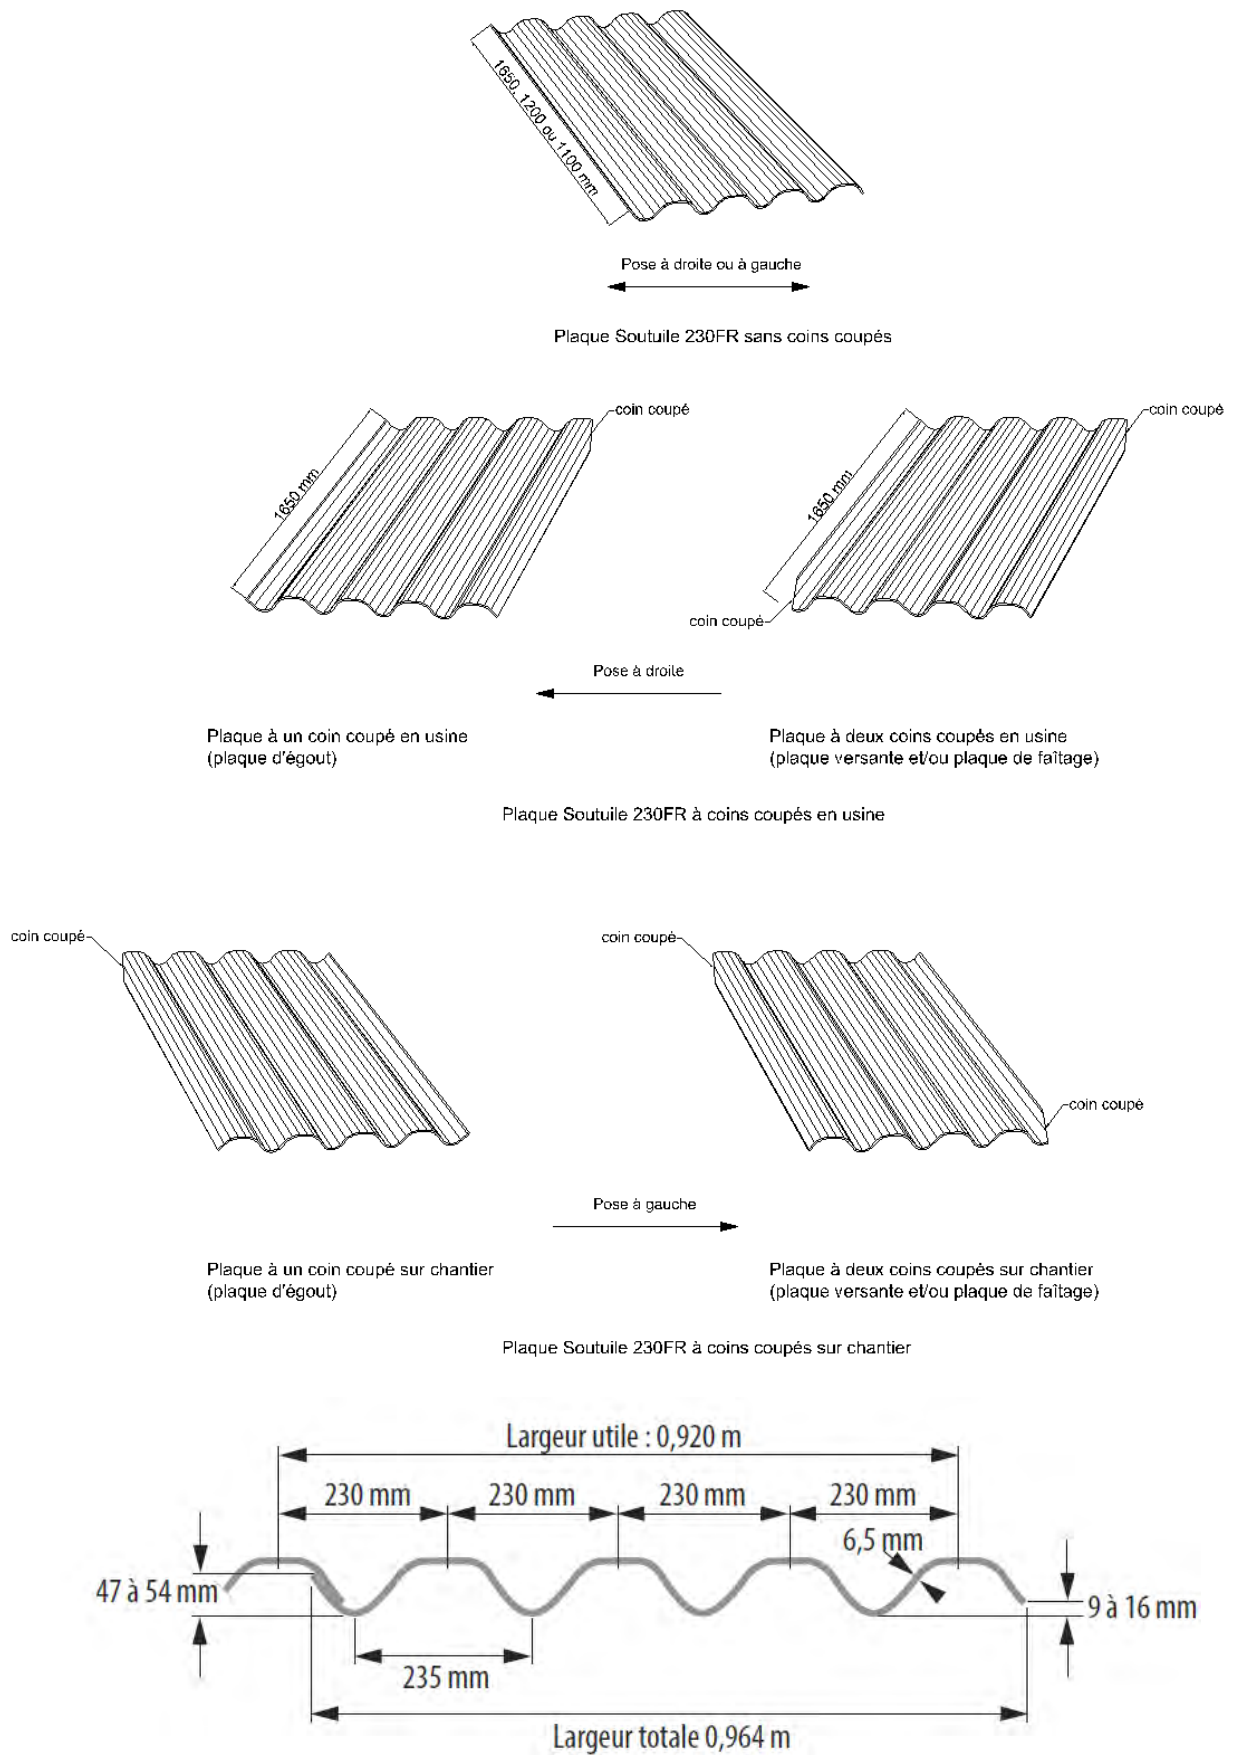 1650, 1200 ou 1100 mm
Pose à droite ou à gauche
Plaque Soutuile 230FR sans coins coupés
coin coupé
coin coupé
1650 mm
1650 mm
coin coupé
Pose à droite
Plaque à un coin coupé en usine
(plaque d'égout)
Plaque à deux coins coupés en usine
(plaque versante et/ou plaque de faîtage)
Plaque Soutuile 230FR à coins coupés en usine
coin coupé
coin coupé
coin coupé
Pose à gauche
Plaque à un coin coupé sur chantier
(plaque d'égout)
Plaque à deux coins coupés sur chantier
(plaque versante et/ou plaque de faîtage)
Plaque Soutuile 230FR à coins coupés sur chantier
Largeur utile : 0,920 m
230 mm
230 mm
230 mm
230 mm
6,5 mm
47 à 54 mm
9 à 16 mm
235 mm
Largeur totale 0,964 m